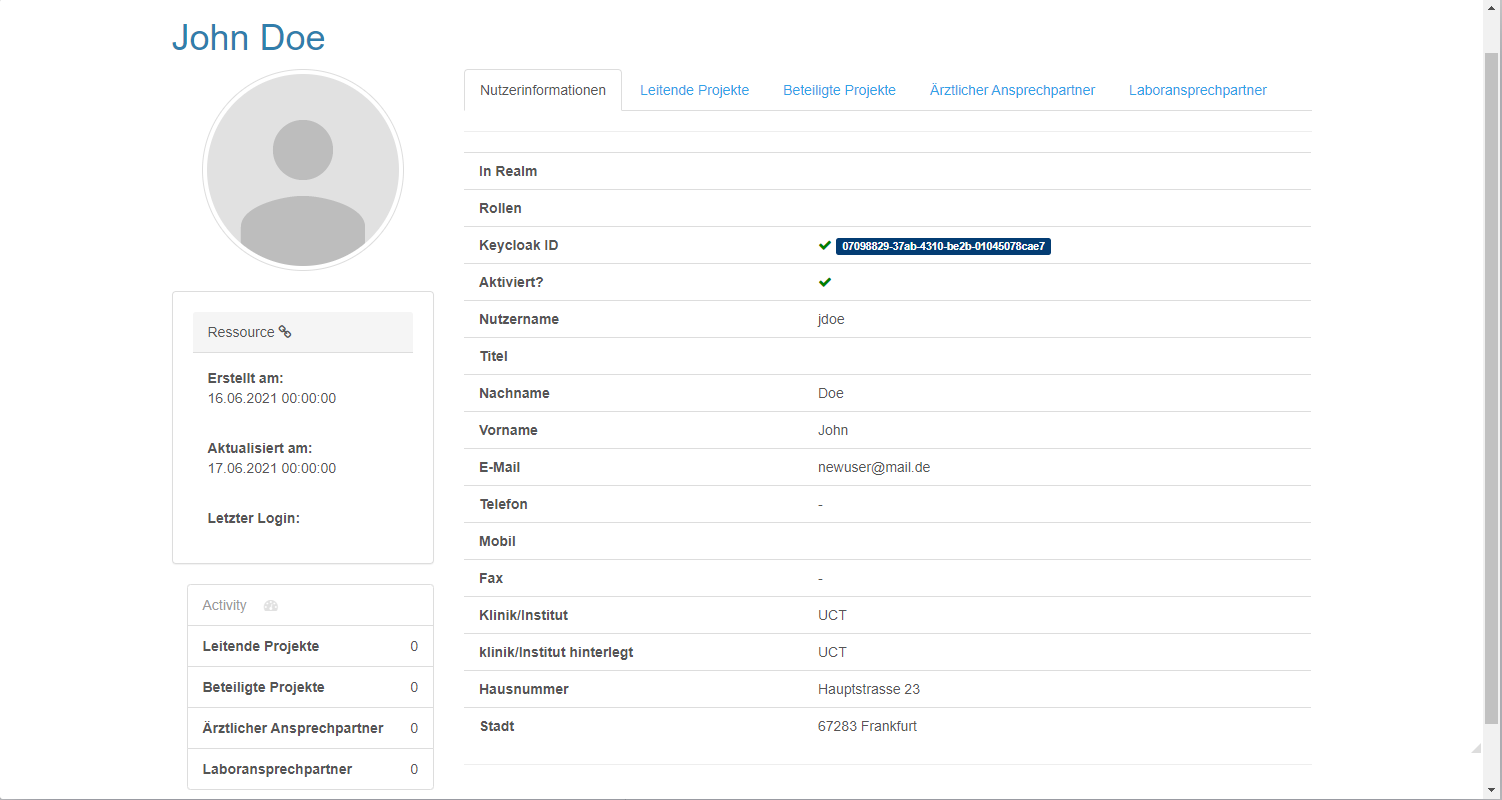 John Doe
Nutzerinformationen Leitende Projekte Beteiligte Projekte Ärztlicher Ansprechpartner Laboransprechpartner
In Realm
Rollen
Keycloak ID 07098829-37ab-4310-be2b-01045078cae7
Aktiviert?
Nutzername jdoe
Titel
Nachname Doe
Vorname John
E-Mail newuser@mail.de
Telefon -
Mobil
Fax -
Klinik/Institut UCT
klinik/Institut hinterlegt UCT
Hausnummer Hauptstrasse 23
Stadt 67283 Frankfurt
Ressource
Erstellt am:
16.06.2021 00:00:00
Aktualisiert am:
17.06.2021 00:00:00
Letzter Login:
Activity
Leitende Projekte 0
Beteiligte Projekte 0
Ärztlicher Ansprechpartner 0
Laboransprechpartner 0